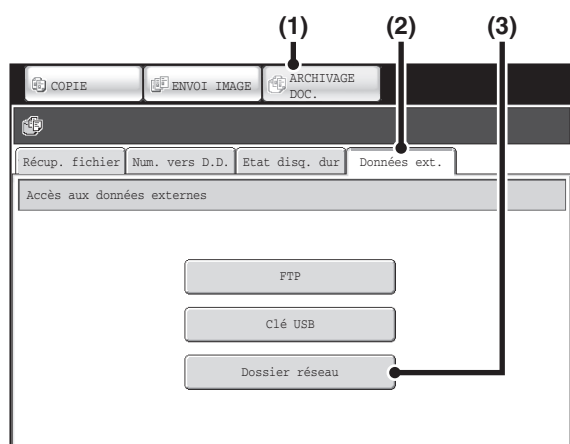 (1) (2) (3)
COPIE ENVOI IMAGE ARCHIVAGE
DOC.
Récup. fichier Num. vers D.D. Etat disq. dur Données ext.
Accès aux données externes
FTP
Clé USB
Dossier réseau